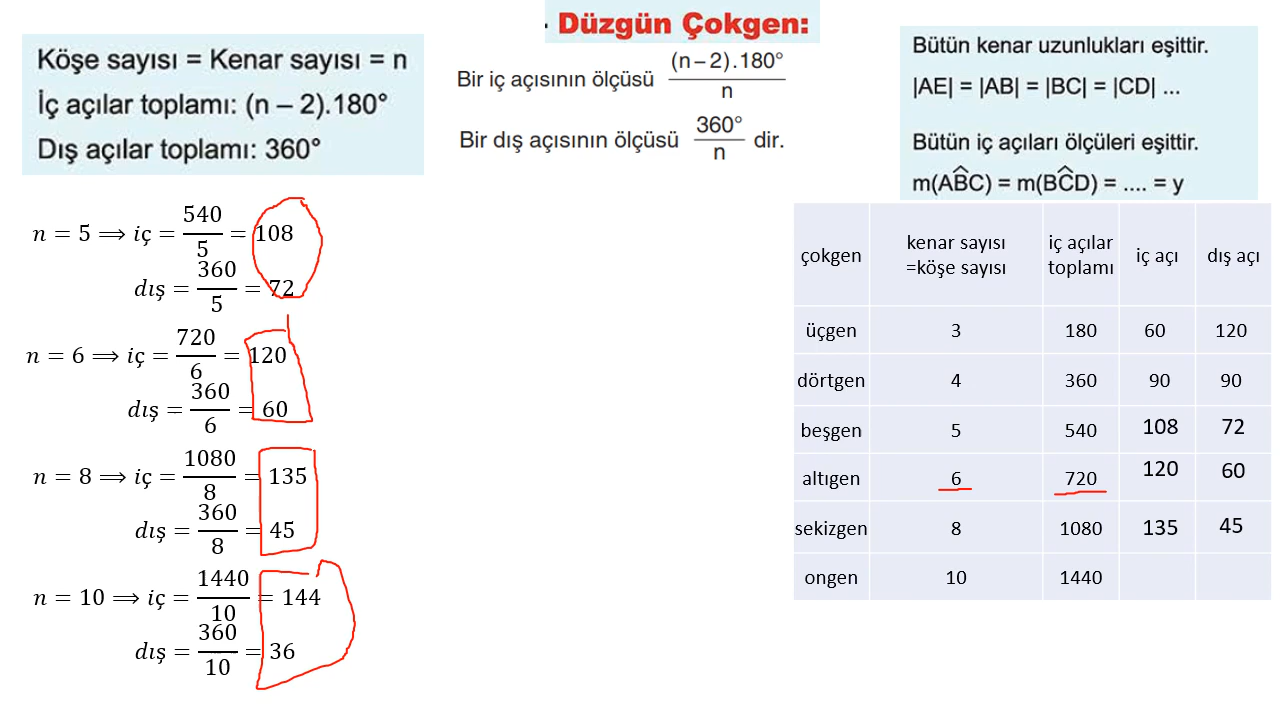 - Düzgün Çokgen:
Köşe sayısı = Kenar sayısı = n
İç açılar toplamı: (n – 2).180°
Dış açılar toplamı: 360°
Bir iç açısının ölçüsü (n–2).180° / n
Bir dış açısının ölçüsü 360° / n dir.
Bütün kenar uzunlukları eşittir.
|AE| = |AB| = |BC| = |CD| ...
Bütün iç açıları ölçüleri eşittir.
m(AB̂C) = m(BĈD) = .... = y
n = 5 ⟹ iç = 540/5 = 108
dış = 360/5 = 72
n = 6 ⟹ iç = 720/6 = 120
dış = 360/6 = 60
n = 8 ⟹ iç = 1080/8 = 135
dış = 360/8 = 45
n = 10 ⟹ iç = 1440/10 = 144
dış = 360/10 = 36
çokgen kenar sayısı =köşe sayısı iç açılar toplamı iç açı dış açı
üçgen 3 180 60 120
dörtgen 4 360 90 90
beşgen 5 540 108 72
altıgen 6 720 120 60
sekizgen 8 1080 135 45
ongen 10 1440